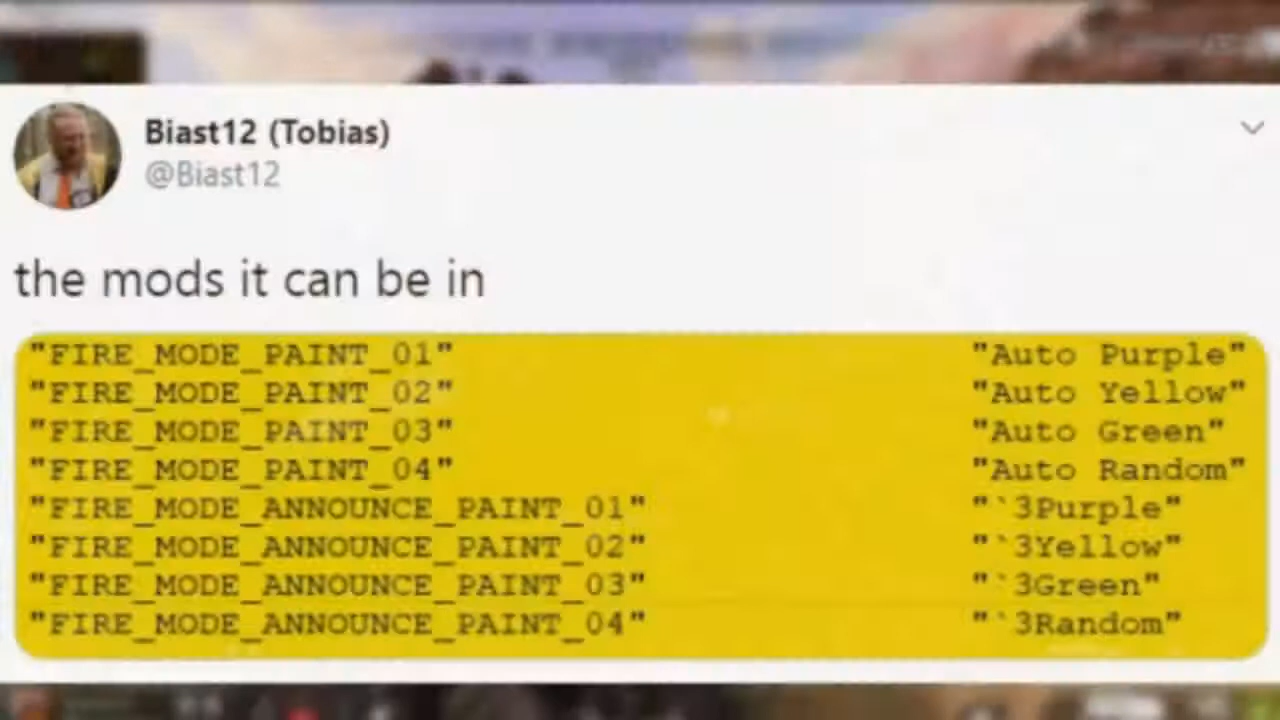 Biast12 (Tobias)
@Biast12
the mods it can be in
"FIRE_MODE_PAINT_01" "Auto Purple"
"FIRE_MODE_PAINT_02" "Auto Yellow"
"FIRE_MODE_PAINT_03" "Auto Green"
"FIRE_MODE_PAINT_04" "Auto Random"
"FIRE_MODE_ANNOUNCE_PAINT_01" "`3Purple"
"FIRE_MODE_ANNOUNCE_PAINT_02" "`3Yellow"
"FIRE_MODE_ANNOUNCE_PAINT_03" "`3Green"
"FIRE_MODE_ANNOUNCE_PAINT_04" "`3Random"